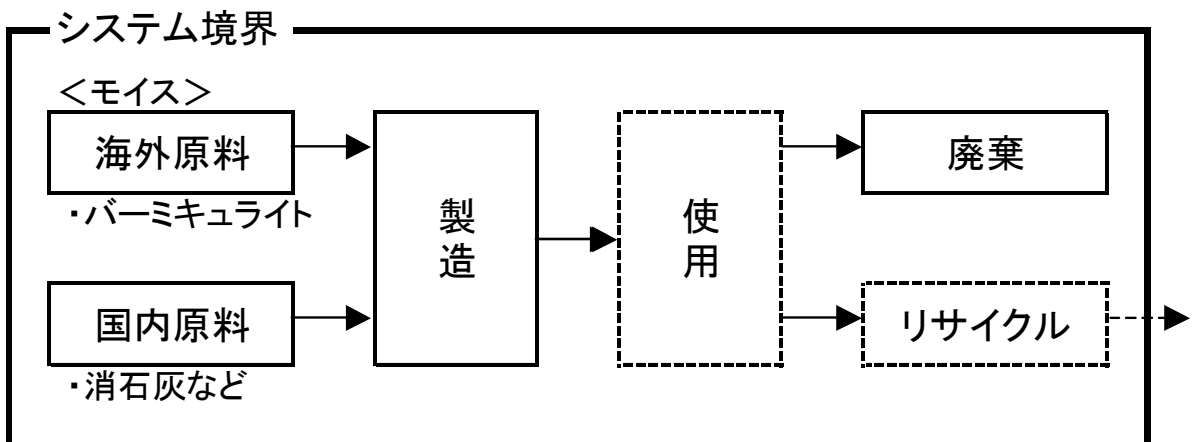 システム境界
＜モイス＞
海外原料
・バーミキュライト
国内原料
・消石灰など
製造
使用
廃棄
リサイクル